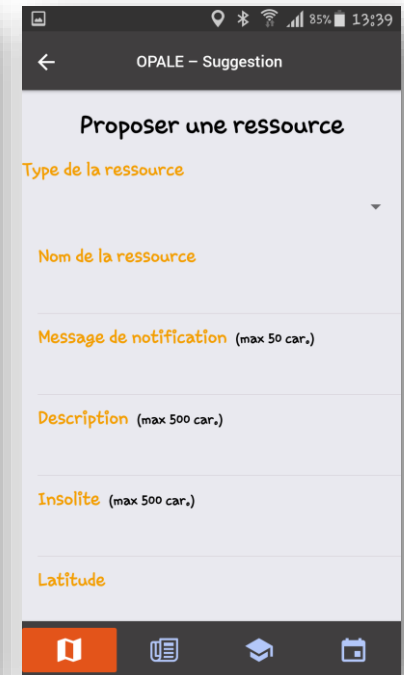 85% 13:39
OPALE – Suggestion
Proposer une ressource
Type de la ressource
Nom de la ressource
Message de notification (max 50 car.)
Description (max 500 car.)
Insolite (max 500 car.)
Latitude